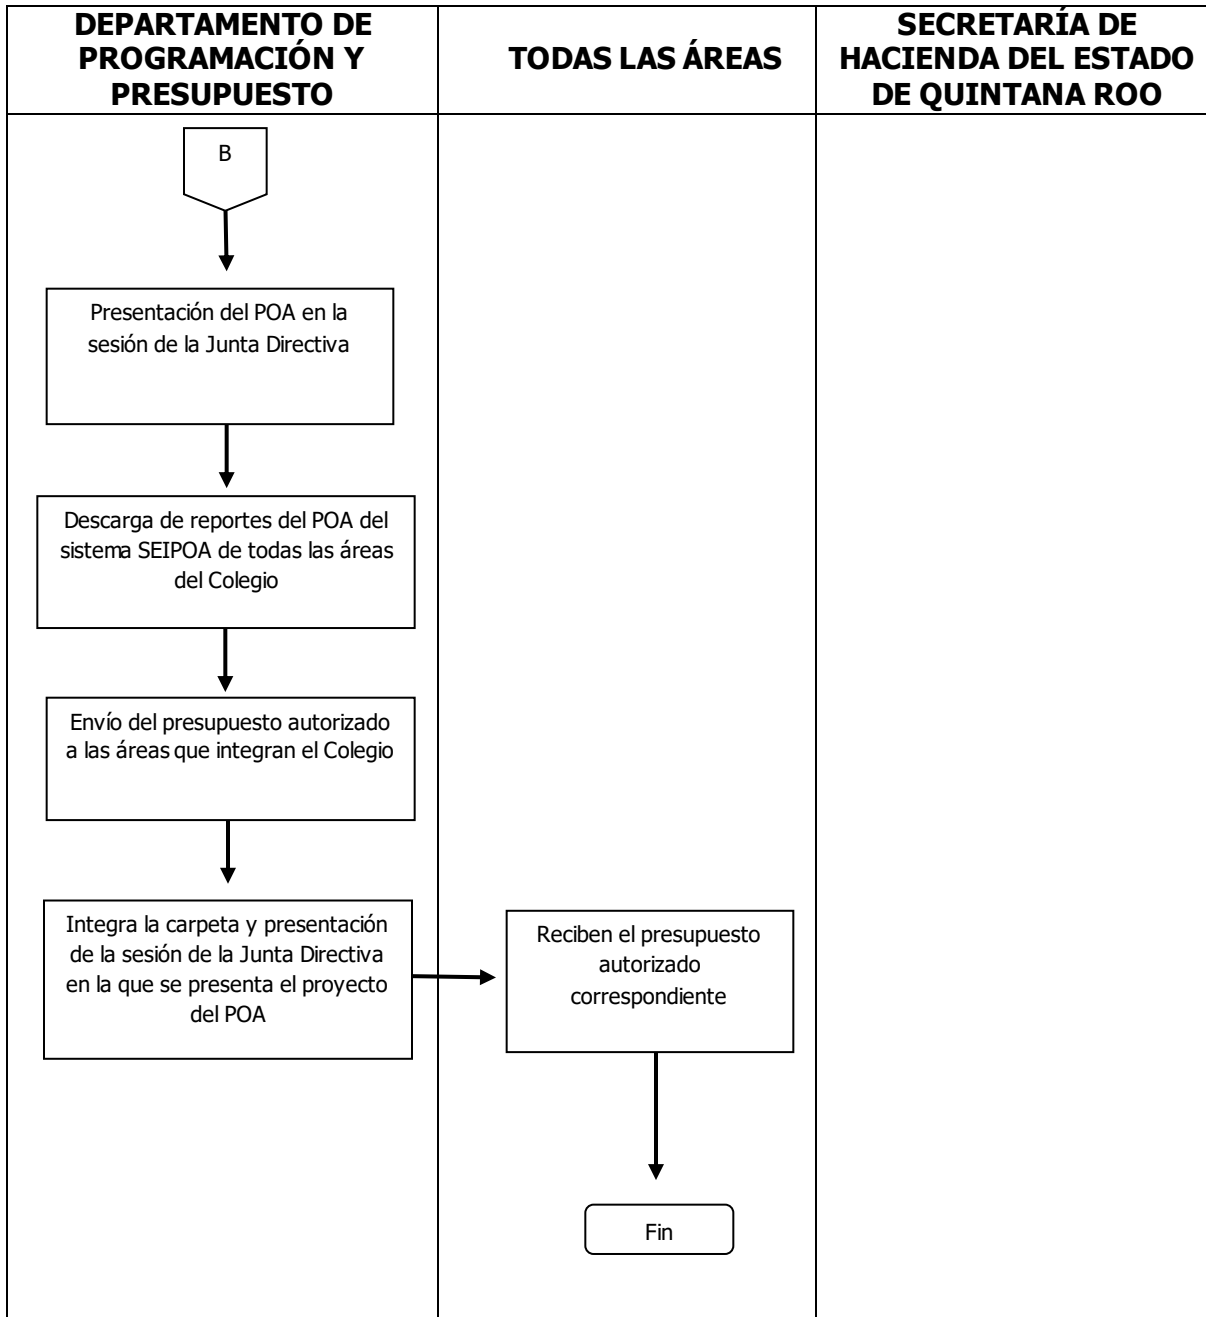 DEPARTAMENTO DE
PROGRAMACIÓN Y
PRESUPUESTO
TODAS LAS ÁREAS
SECRETARÍA DE
HACIENDA DEL ESTADO
DE QUINTANA ROO
B
Presentación del POA en la
sesión de la Junta Directiva
Descarga de reportes del POA del
sistema SEIPOA de todas las áreas
del Colegio
Envío del presupuesto autorizado
a las áreas que integran el Colegio
Integra la carpeta y presentación
de la sesión de la Junta Directiva
en la que se presenta el proyecto
del POA
Reciben el presupuesto
autorizado
correspondiente
Fin